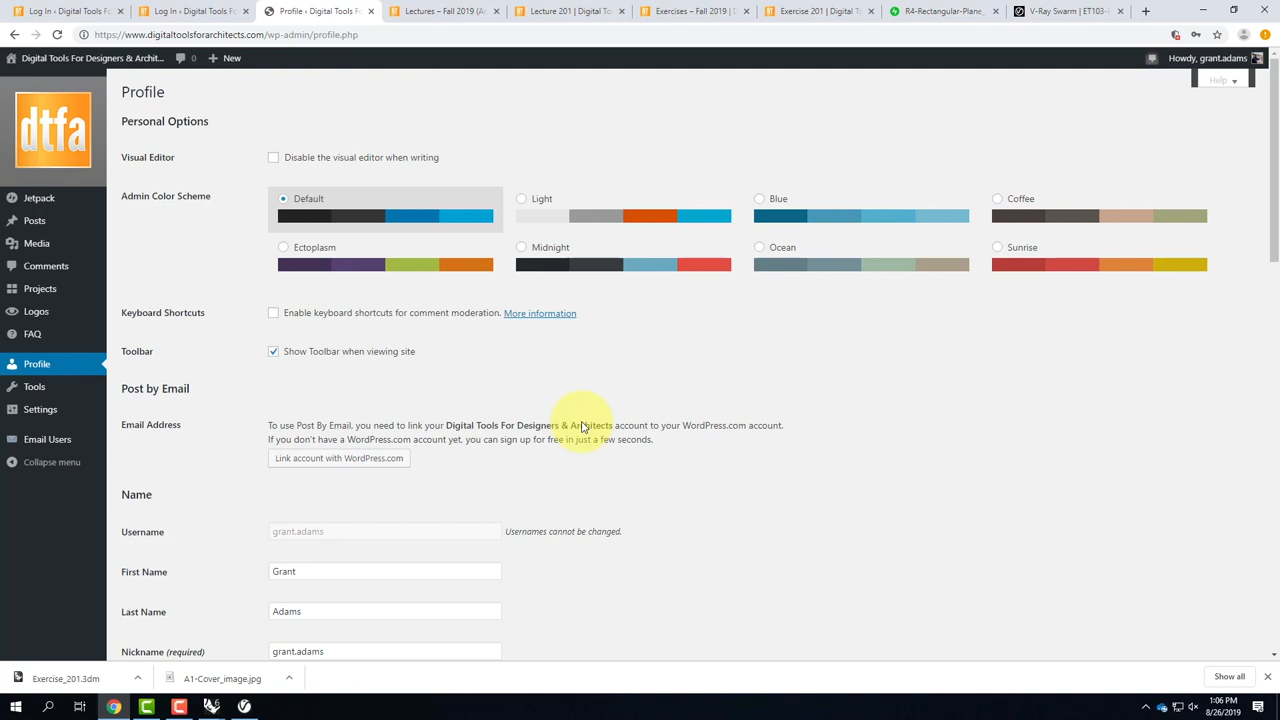 Log In ‹ Digital Tools For D
Log In ‹ Digital Tools For D
Profile ‹ Digital Tools For D
Lectures – Fall 2019 (A
Lecture 201 | Digital To
Exercises – Fall 2019 | D
Exercise 201 | Digital To
R4-Rectangular-Plane_
V-Ray Swarm | ET103-
https://www.digitaltoolsforarchitects.com/wp-admin/profile.php
Digital Tools For Designers & Archit... 0 New
Howdy, grant.adams
Help
dtfa
Jetpack
Posts
Media
Comments
Projects
Logos
FAQ
Profile
Tools
Settings
Email Users
Collapse menu
Profile
Personal Options
Visual Editor Disable the visual editor when writing
Admin Color Scheme Default Light Blue Coffee
Ectoplasm Midnight Ocean Sunrise
Keyboard Shortcuts Enable keyboard shortcuts for comment moderation. More information
Toolbar Show Toolbar when viewing site
Post by Email
Email Address To use Post By Email, you need to link your Digital Tools For Designers & Architects account to your WordPress.com account.
If you don't have a WordPress.com account yet, you can sign up for free in just a few seconds.
Link account with WordPress.com
Name
Username grant.adams Usernames cannot be changed.
First Name Grant
Last Name Adams
Nickname (required) grant.adams
Exercise_201.3dm
A1-Cover_image.jpg
Show all
1:06 PM
8/26/2019